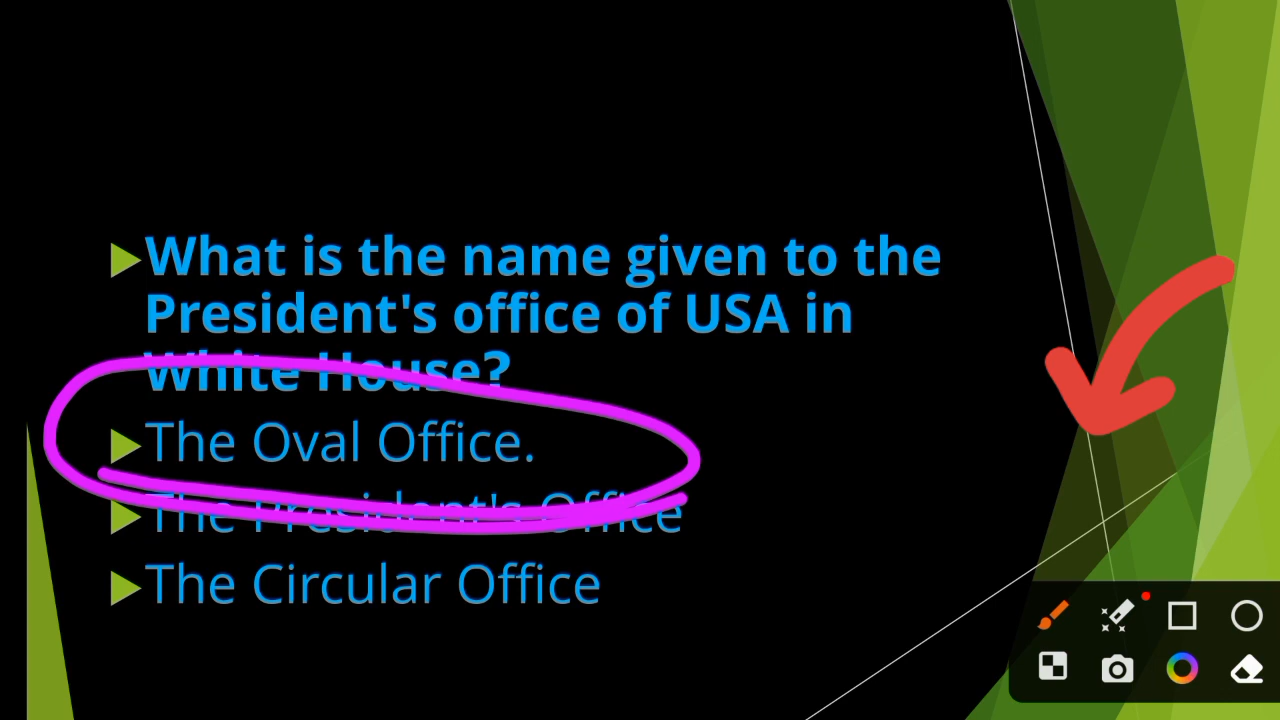 What is the name given to the
President's office of USA in
White House?
The Oval Office.
The President's Office
The Circular Office